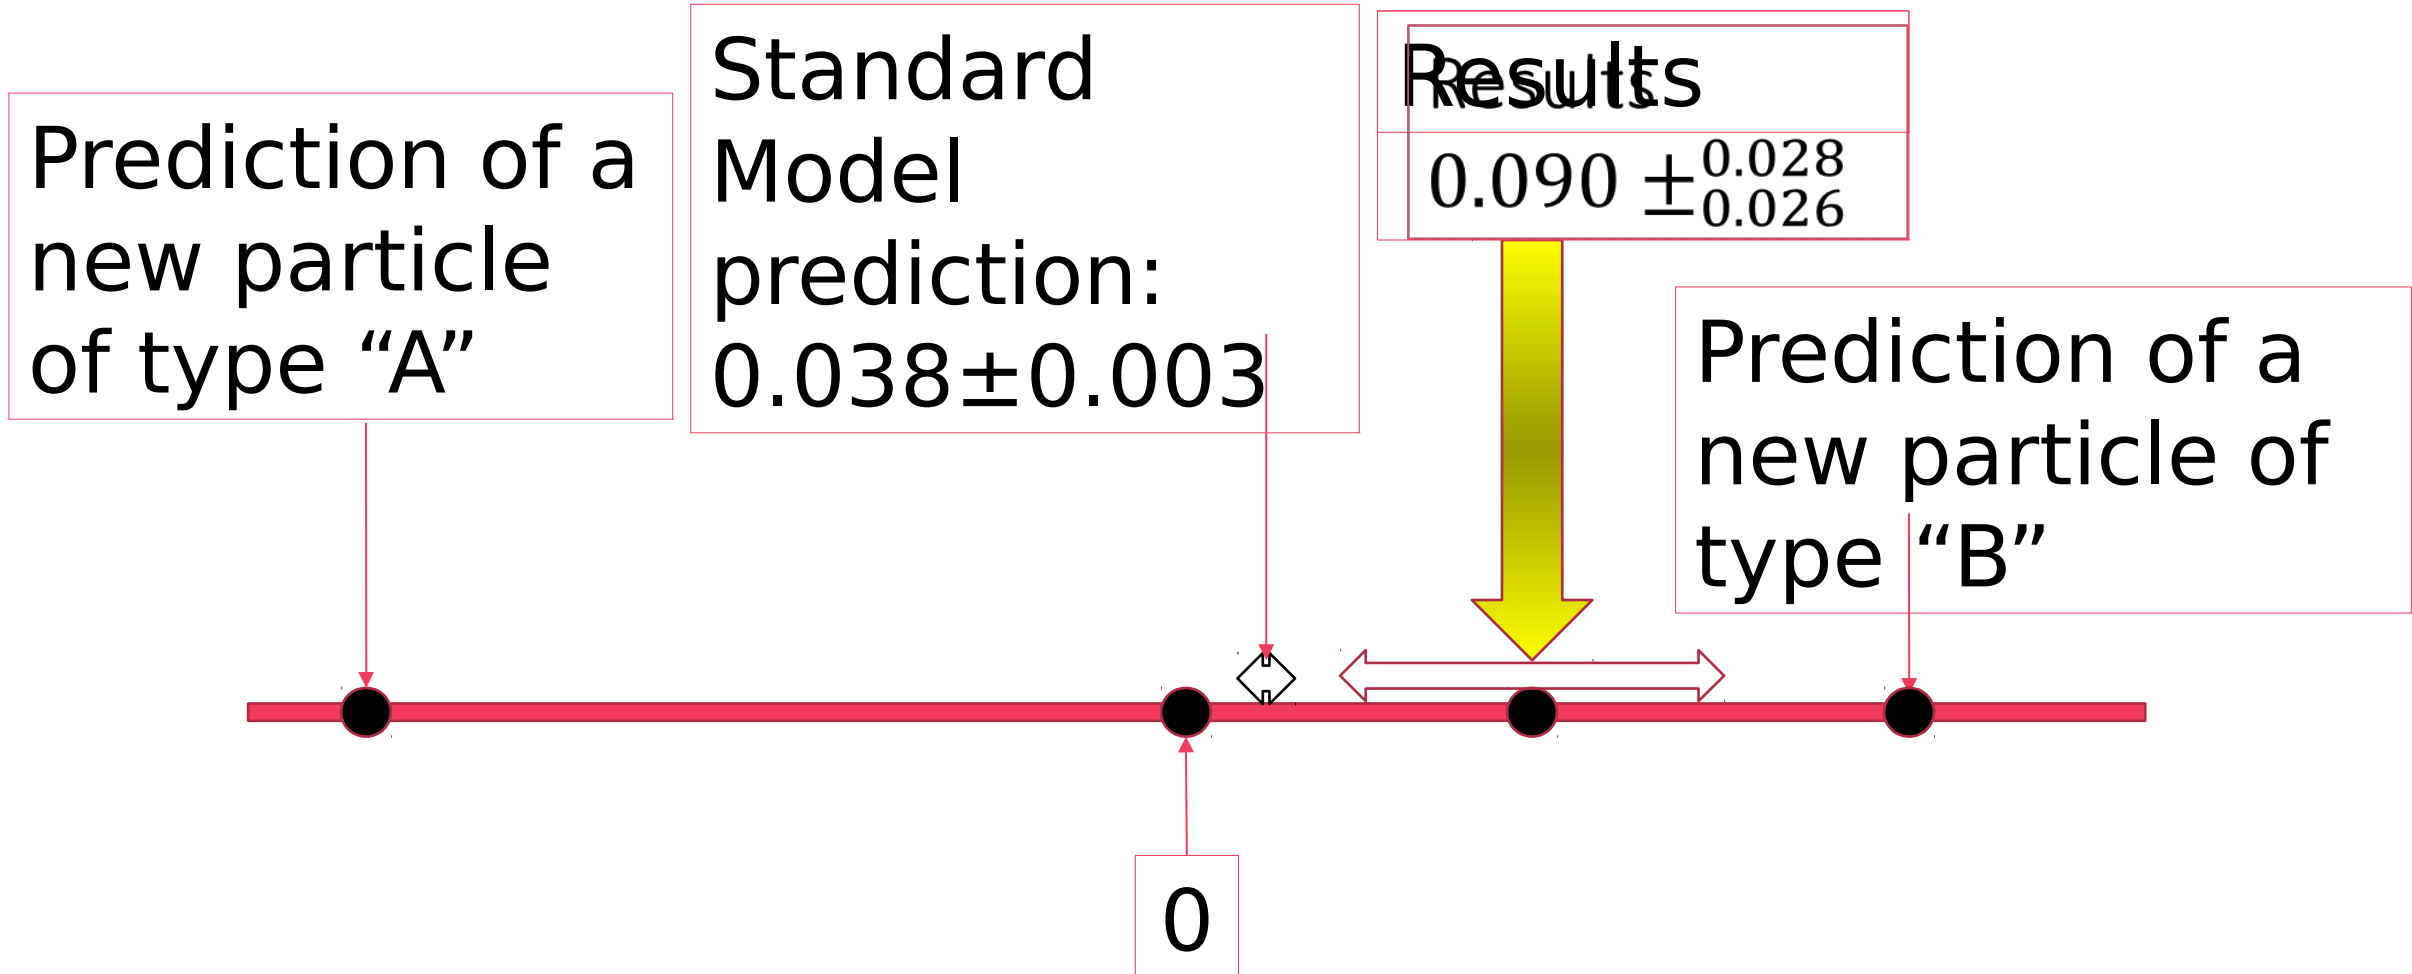 Prediction of a
new particle
of type “A”
Standard
Model
prediction:
0.038±0.003
Results
Results
0.090 ±0.028
0.026
Prediction of a
new particle of
type “B”
0